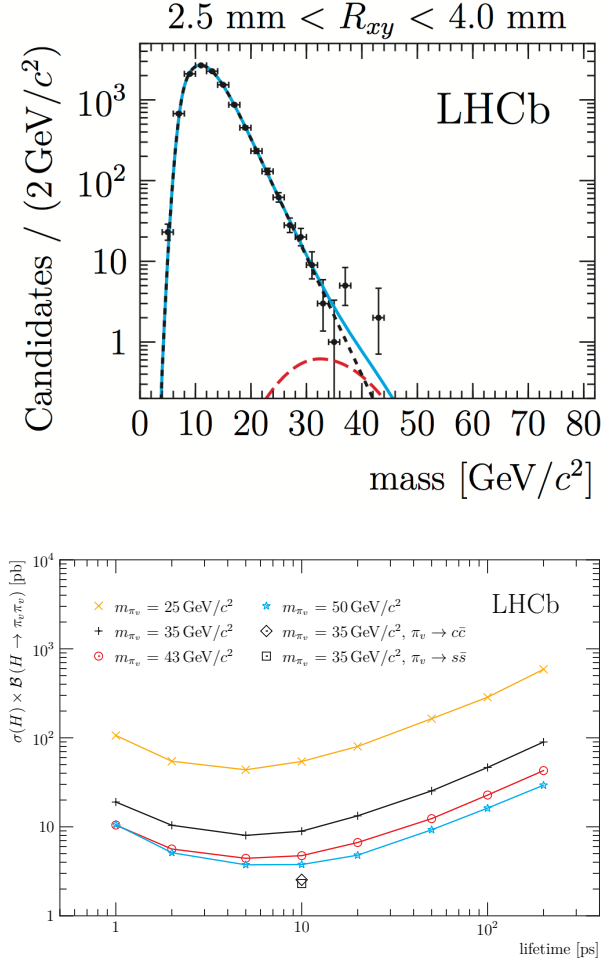 2.5 mm < R_xy < 4.0 mm
LHCb
Candidates / (2 GeV/c²)
10³
10²
10
1
0 10 20 30 40 50 60 70 80
mass [GeV/c²]
σ(H) × B (H → π_v π_v) [pb]
10⁴
10³
10²
10
1
LHCb
m_πv = 25 GeV/c²
m_πv = 35 GeV/c²
m_πv = 43 GeV/c²
m_πv = 50 GeV/c²
m_πv = 35 GeV/c², π_v → cc̄
m_πv = 35 GeV/c², π_v → ss̄
1 10 10²
lifetime [ps]